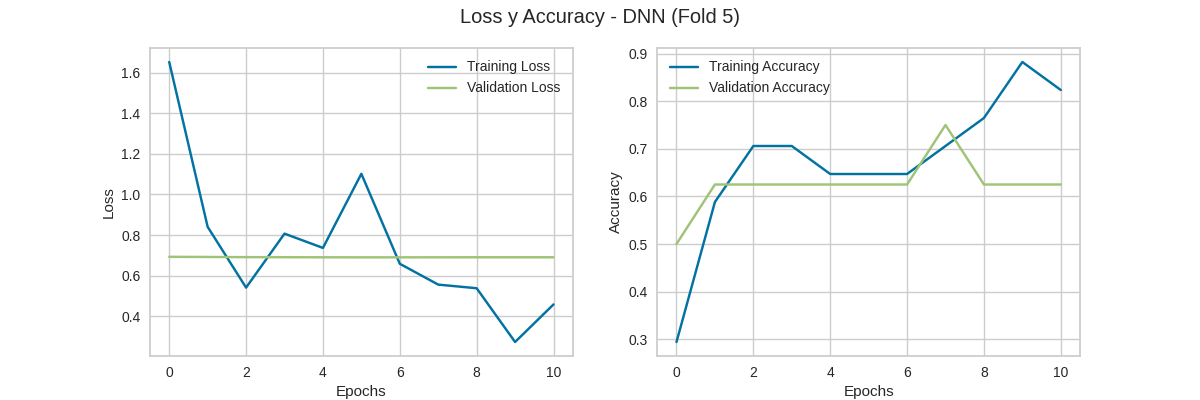 Loss y Accuracy - DNN (Fold 5)
Training Loss
Validation Loss
1.6
1.4
1.2
1.0
0.8
0.6
0.4
Loss
0 2 4 6 8 10
Epochs
Training Accuracy
Validation Accuracy
0.9
0.8
0.7
0.6
0.5
0.4
0.3
Accuracy
0 2 4 6 8 10
Epochs